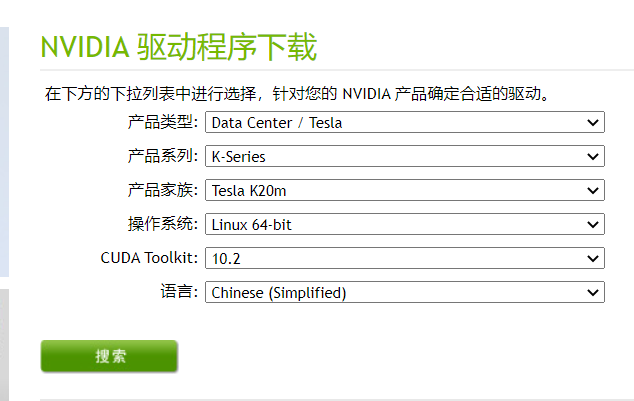 NVIDIA 驱动程序下载
在下方的下拉列表中进行选择，针对您的 NVIDIA 产品确定合适的驱动。
产品类型: Data Center / Tesla
产品系列: K-Series
产品家族: Tesla K20m
操作系统: Linux 64-bit
CUDA Toolkit: 10.2
语言: Chinese (Simplified)
搜索